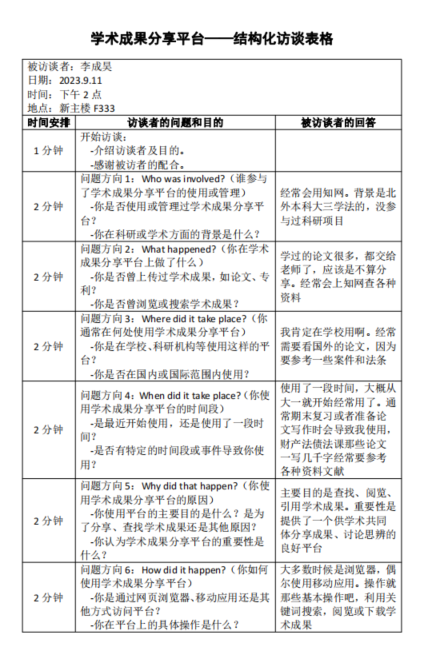 学术成果分享平台——结构化访谈表格
被访谈者：李成昊
日期：2023.9.11
时间：下午 2 点
地点：新主楼 F333
时间安排
访谈者的问题和目的
被访谈者的回答
1 分钟
开始访谈：
-介绍访谈者及目的。
-感谢被访者的配合。
2 分钟
问题方向 1：Who was involved?（谁参与
了学术成果分享平台的使用或管理）
-你是否使用或管理过学术成果分享平
台？
-你在科研或学术方面的背景是什么？
经常会用知网。背景是北
外本科大三学法的，没参
与过科研项目
2 分钟
问题方向 2：What happened?（你在学术
成果分享平台上做了什么）
-你是否曾上传过学术成果，如论文、专
利？
-你是否曾浏览或搜索学术成果？
学过的论文很多，都交给
老师了，应该是不算分
享。经常会上知网查各种
资料
2 分钟
问题方向 3：Where did it take place?（你
通常在何处使用学术成果分享平台）
-你是在学校、科研机构等使用这样的平
台？
-你是否在国内或国际范围内使用？
我肯定在学校用啊。经常
需要看国外的论文，因为
要参考一些案件和法条
2 分钟
问题方向 4：When did it take place?（你使
用学术成果分享平台的时间段）
-是最近开始使用，还是使用了一段时
间？
-是否有特定的时间段或事件导致你使
用？
使用了一段时间，大概从
大一就开始经常用了。通
常期末复习或者准备论
文写作时会导致我使用，
财产法债法课那些论文
一写几千字经常要参考
各种资料文献
2 分钟
问题方向 5：Why did that happen?（你使
用学术成果分享平台的原因）
-你使用平台的主要目的是什么？是为
了分享、查找学术成果还是其他原因？
-你认为学术成果分享平台的重要性是
什么？
主要目的是查找、阅览、
引用学术成果。重要性是
提供了一个供学术共同
体分享成果、讨论思辨的
良好平台
2 分钟
问题方向 6：How did it happen?（你如何
使用学术成果分享平台）
-你是通过网页浏览器、移动应用还是其
他方式访问平台？
-你在平台上的具体操作是什么？
大多数时候是浏览器，偶
尔使用移动应用。操作就
那些基本操作吧，利用关
键词搜索，阅览或下载学
术成果